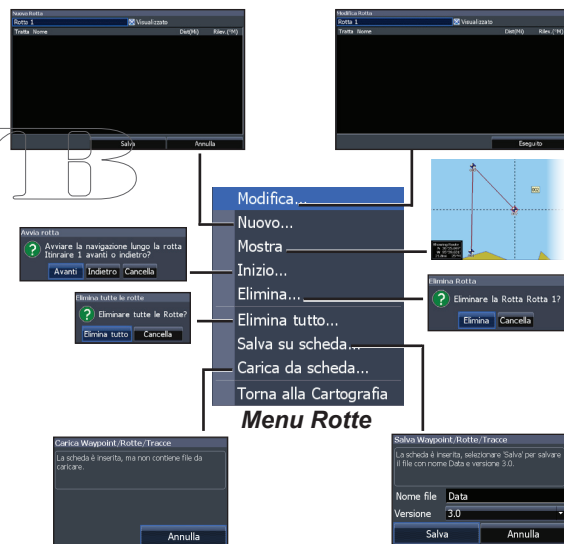 Nuovo Rotta
Rotta 1 Visualizzato
Tratta Nome Dist(Mi) Rilev.(°M)
Salva Annulla
Modifica Rotta
Rotta 1 Visualizzato
Tratta Nome Dist(Mi) Rilev.(°M)
Eseguito
B
002
Avvia rotta
Avviare la navigazione lungo la rotta
Itinraire 1 avanti o indietro?
Avanti Indietro Cancella
Elimina tutte le rotte
Eliminare tutte le Rotte?
Elimina tutto Cancella
Modifica...
Nuovo...
Mostra
Inizio...
Elimina...
Elimina tutto...
Salva su scheda...
Carica da scheda...
Torna alla Cartografia
Menu Rotte
Elimina Rotta
Eliminare la Rotta Rotta 1?
Elimina Cancella
Carica Waypoint/Rotte/Tracce
La scheda è inserita, ma non contiene file da
caricare.
Annulla
Salva Waypoint/Rotte/Tracce
La scheda è inserita, selezionare 'Salva' per salvare
il file con nome Data e versione 3.0.
Nome file Data
Versione 3.0
Salva Annulla